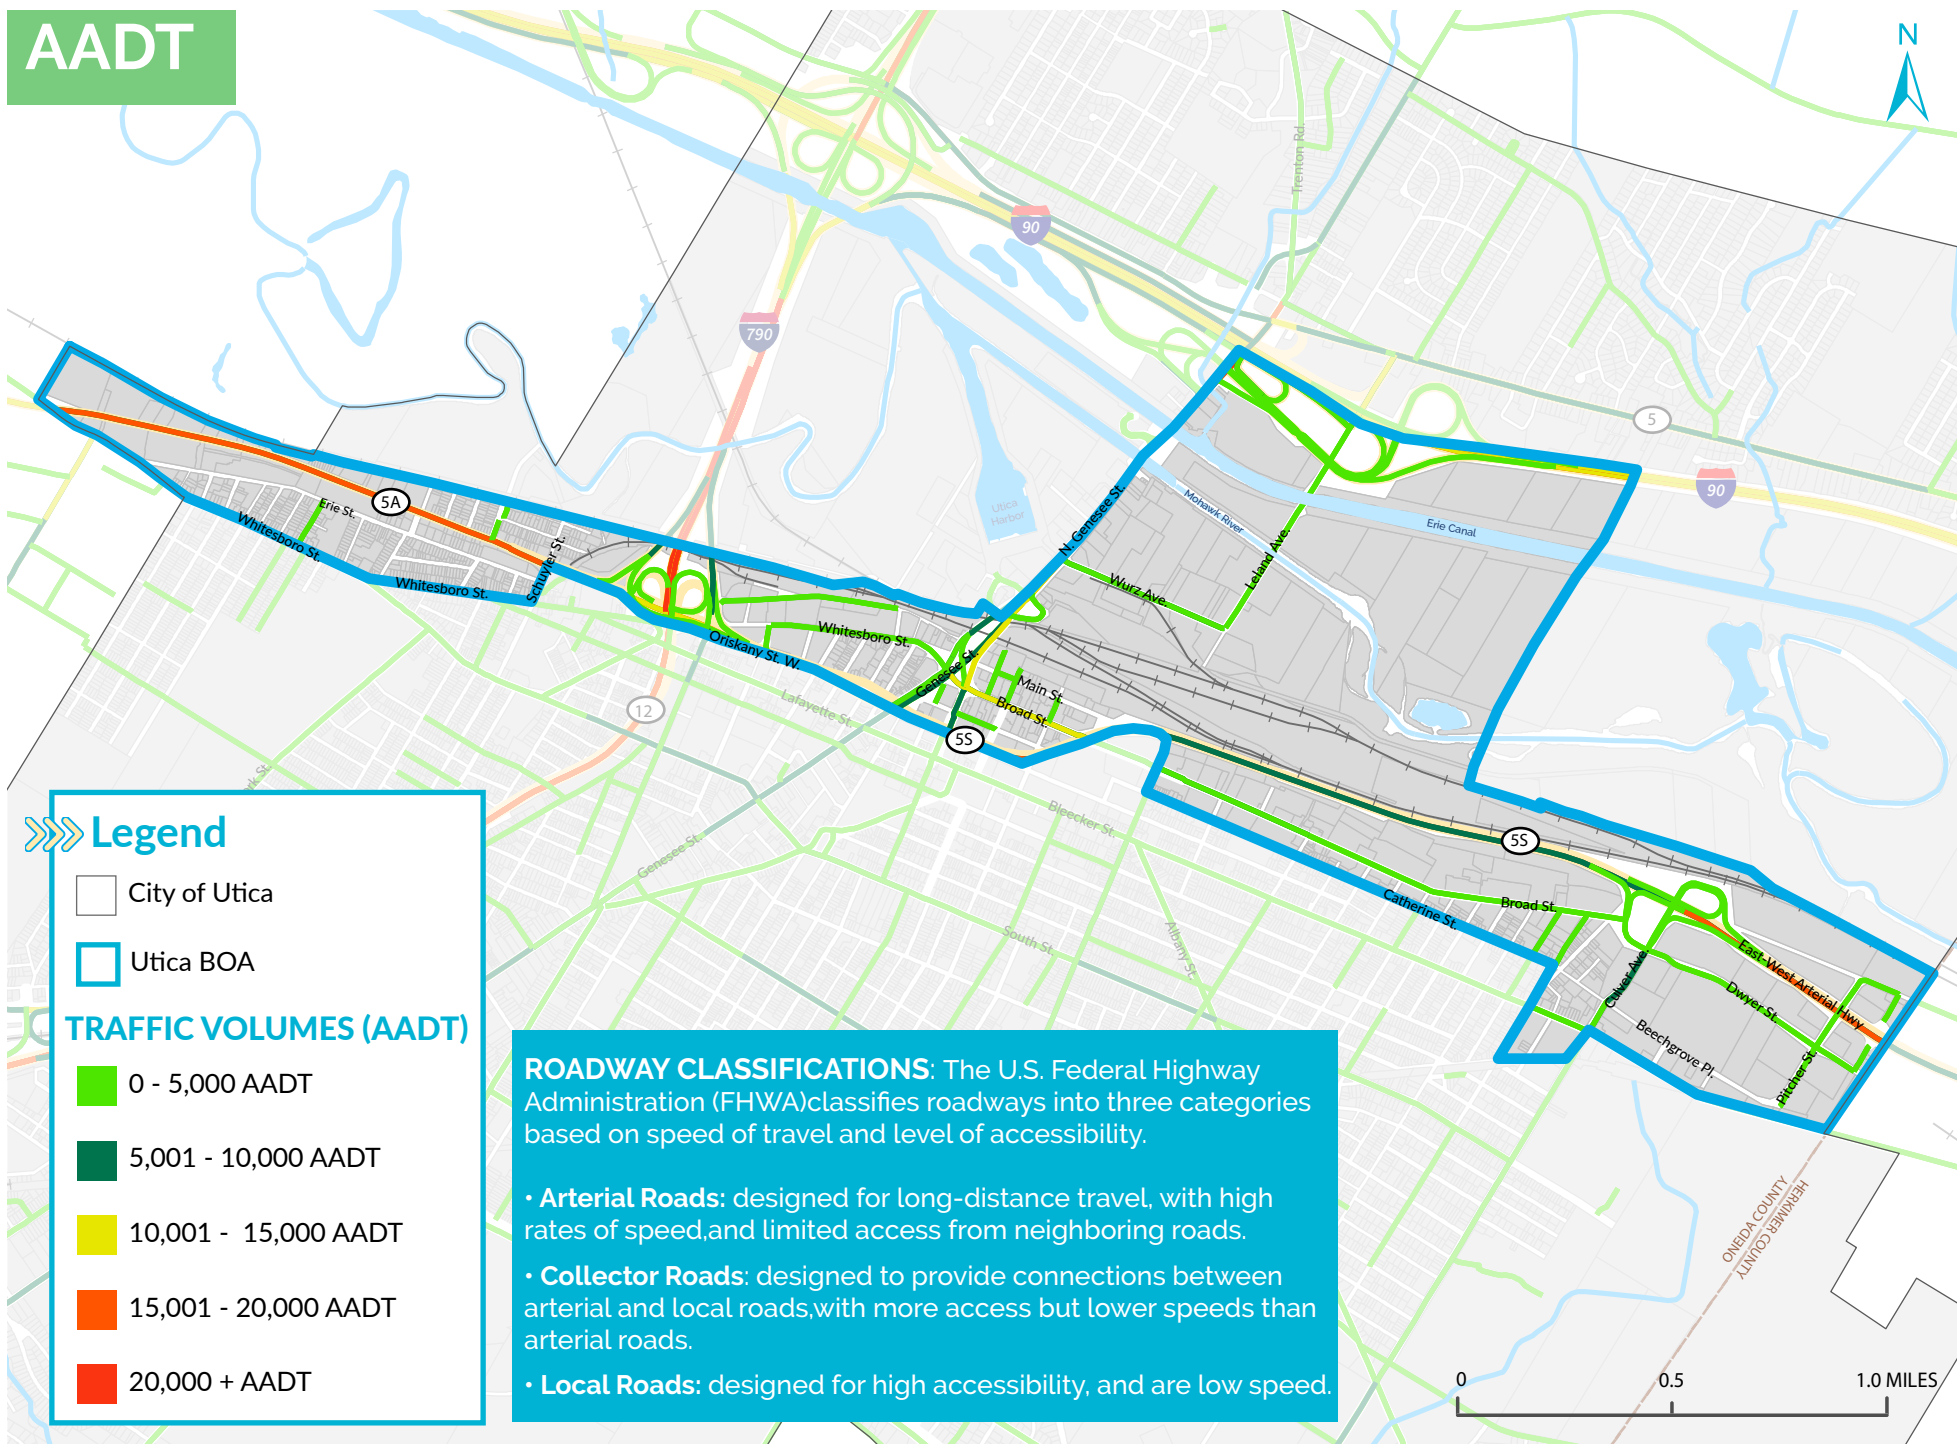 AADT
N
Trenton Rd.
90
790
5
90
5A
Erie St.
Whitesboro St.
Whitesboro St.
Schuyler St.
Utica
Harbor
N. Genesee St.
Mohawk River
Erie Canal
Leland Ave.
Wurz Ave.
Whitesboro St.
Oriskany St. W.
Genesee St.
Main St.
Broad St.
Lafayette St.
12
5S
Bleecker St.
Genesee St.
5S
South St.
Albany St.
Catherine St.
Broad St.
Culver Ave.
East-West Arterial Hwy
Dwyer St.
Beechgrove Pl.
Pitcher St.
ONEIDA COUNTY
HERKIMER COUNTY
Legend
City of Utica
Utica BOA
TRAFFIC VOLUMES (AADT)
0 - 5,000 AADT
5,001 - 10,000 AADT
10,001 -  15,000 AADT
15,001 - 20,000 AADT
20,000 + AADT
ROADWAY CLASSIFICATIONS: The U.S. Federal Highway
Administration (FHWA)classifies roadways into three categories
based on speed of travel and level of accessibility.
• Arterial Roads: designed for long-distance travel, with high
rates of speed,and limited access from neighboring roads.
• Collector Roads: designed to provide connections between
arterial and local roads,with more access but lower speeds than
arterial roads.
• Local Roads: designed for high accessibility, and are low speed.
0 0.5 1.0 MILES